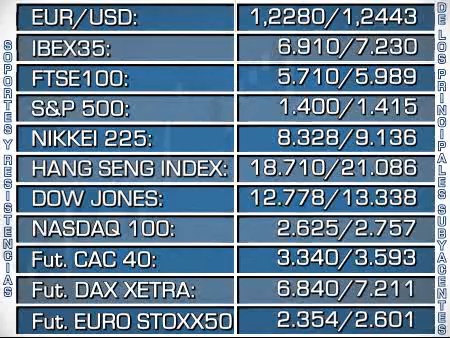 SOPORTES Y RESISTENCIAS
EUR/USD: 1,2280/1,2443
IBEX35: 6.910/7.230
FTSE100: 5.710/5.989
S&P 500: 1.400/1.415
NIKKEI 225: 8.328/9.136
HANG SENG INDEX: 18.710/21.086
DOW JONES: 12.778/13.338
NASDAQ 100: 2.625/2.757
Fut. CAC 40: 3.340/3.593
Fut. DAX XETRA: 6.840/7.211
Fut. EURO STOXX50 2.354/2.601
DE LOS PRINCIPALES SUBYACENTES